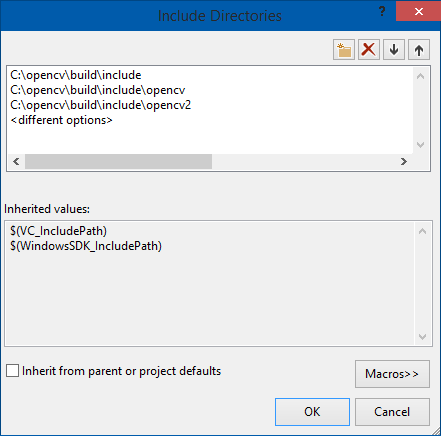 Include Directories
?
C:\opencv\build\include
C:\opencv\build\include\opencv
C:\opencv\build\include\opencv2
<different options>
Inherited values:
$(VC_IncludePath)
$(WindowsSDK_IncludePath)
Inherit from parent or project defaults
Macros>>
OK
Cancel